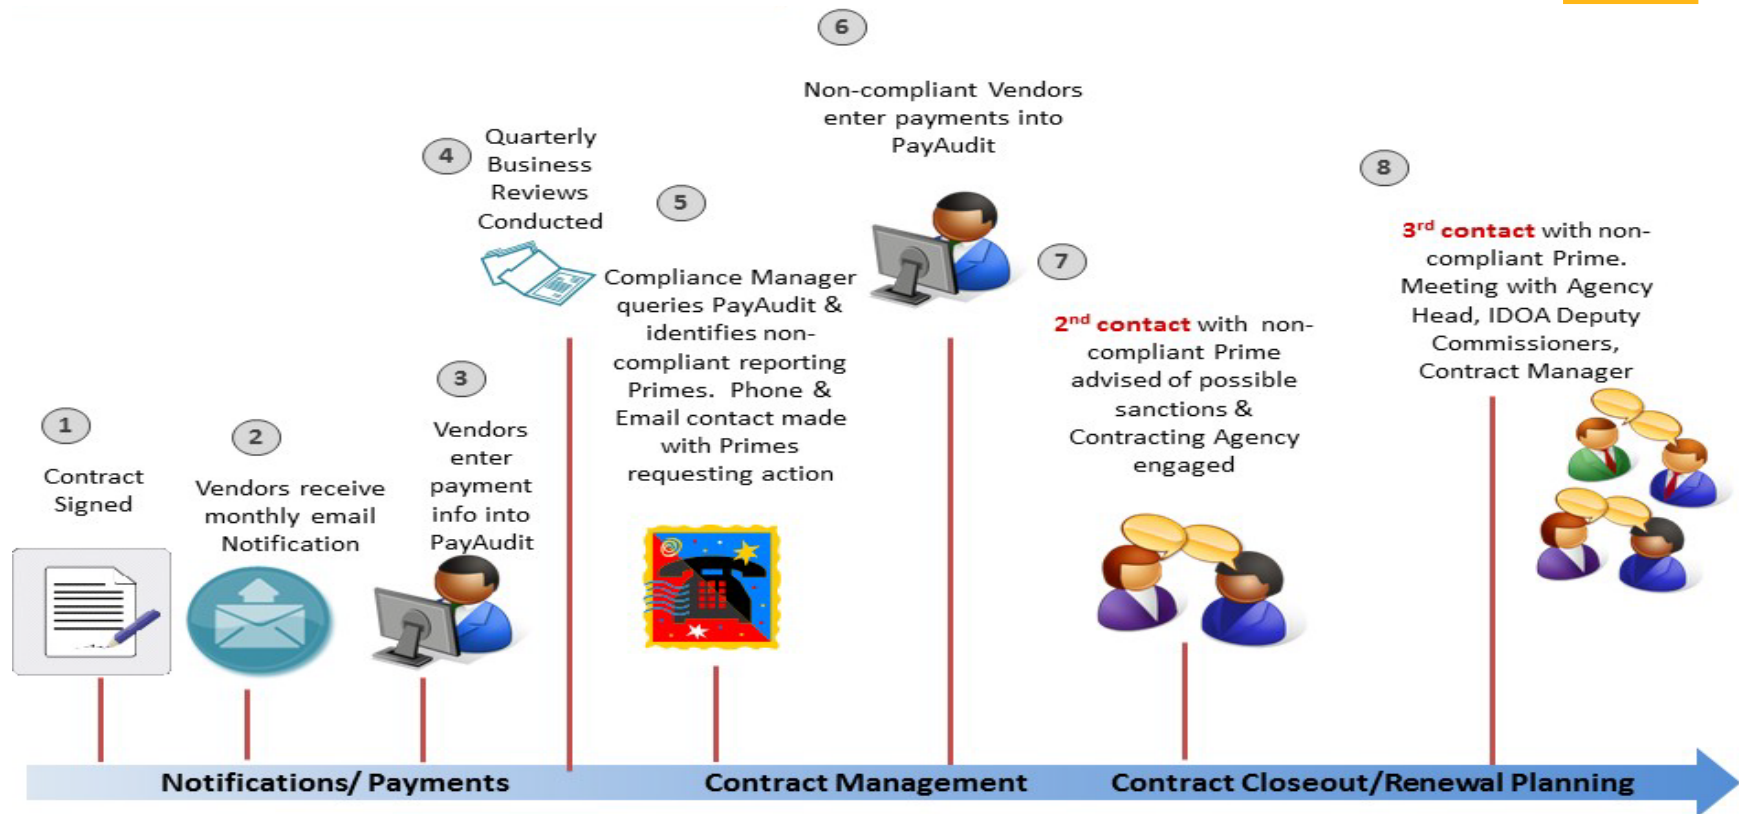 1
Contract
Signed
2
Vendors receive
monthly email
Notification
3
Vendors
enter
payment
info into
PayAudit
4
Quarterly
Business
Reviews
Conducted
5
Compliance Manager
queries PayAudit &
identifies non-
compliant reporting
Primes. Phone &
Email contact made
with Primes
requesting action
6
Non-compliant Vendors
enter payments into
PayAudit
7
2nd contact with non-
compliant Prime
advised of possible
sanctions &
Contracting Agency
engaged
8
3rd contact with non-
compliant Prime.
Meeting with Agency
Head, IDOA Deputy
Commissioners,
Contract Manager
Notifications/ Payments
Contract Management
Contract Closeout/Renewal Planning